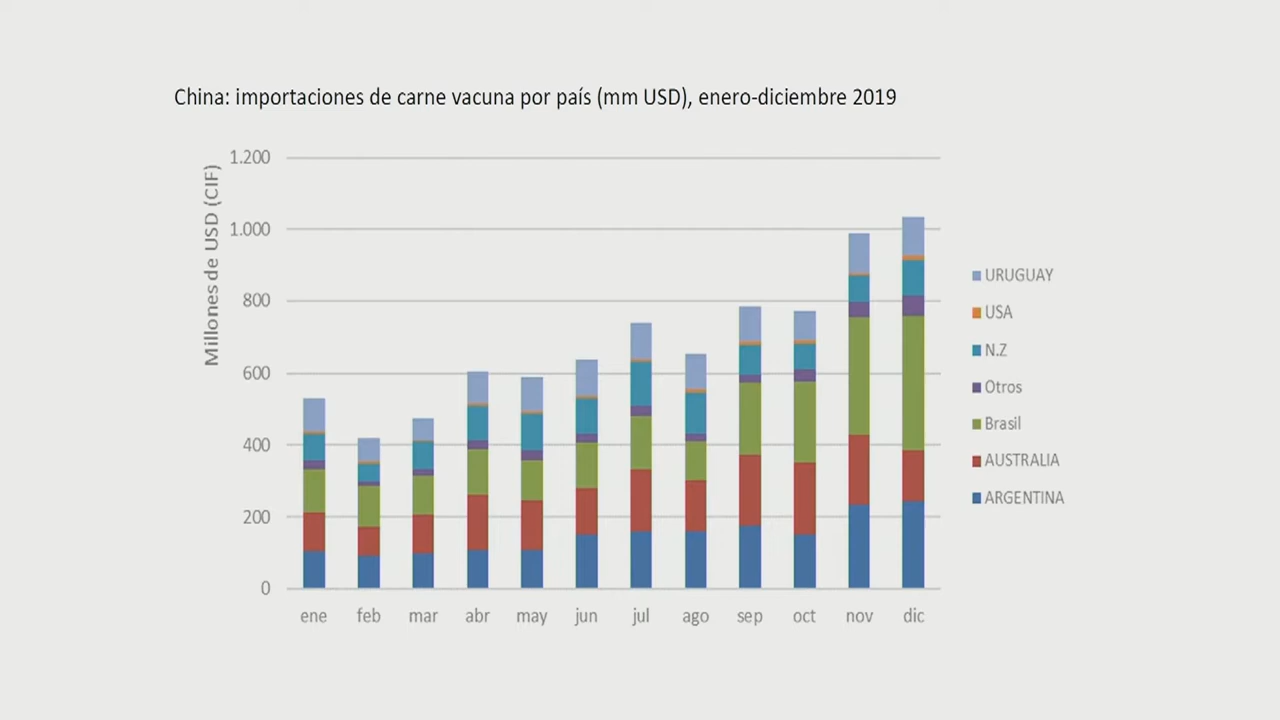 China: importaciones de carne vacuna por país (mm USD), enero-diciembre 2019
Millones de USD (CIF)
1.200
1.000
800
600
400
200
0
ene feb mar abr may jun jul ago sep oct nov dic
URUGUAY
USA
N.Z
Otros
Brasil
AUSTRALIA
ARGENTINA